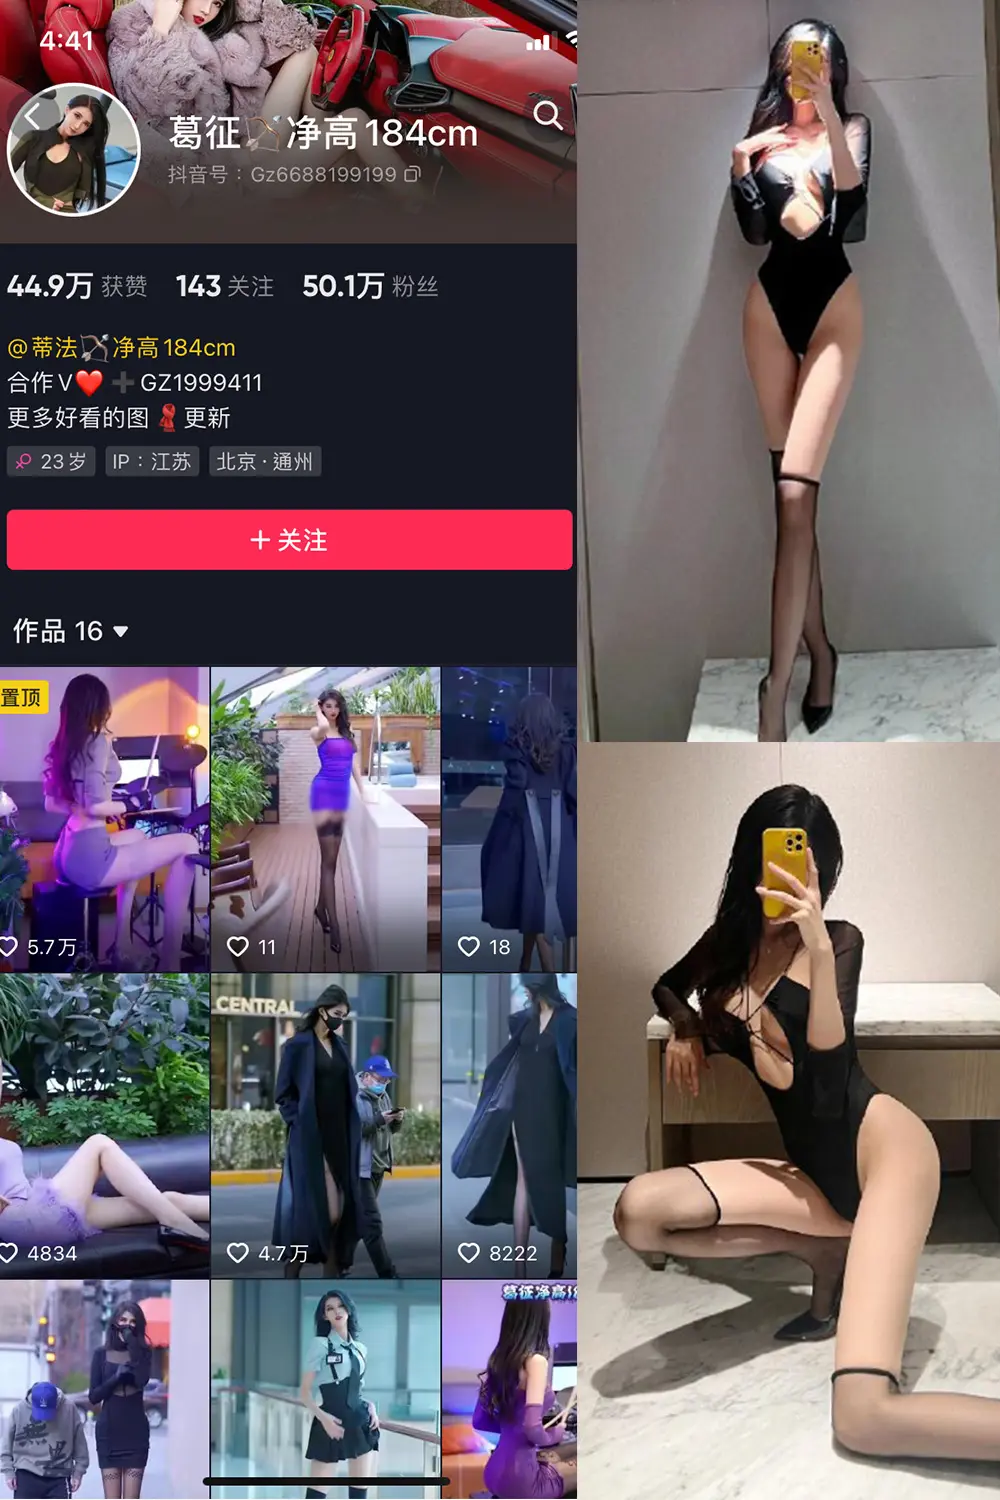 4:41
葛征🏹净高184cm
抖音号：Gz6688199199
44.9万 获赞 143 关注 50.1万 粉丝
@蒂法🏹净高184cm
合作V❤️➕GZ1999411
更多好看的图🧣更新
23岁 IP：江苏 北京·通州
+ 关注
作品 16
置顶
5.7万
11
18
CENTRAL
4834
4.7万
8222
葛征净高